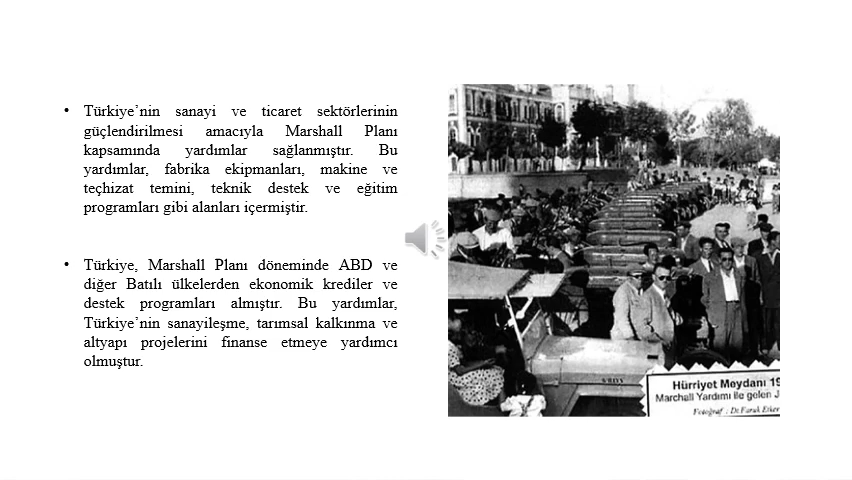 • Türkiye’nin sanayi ve ticaret sektörlerinin
güçlendirilmesi amacıyla Marshall Planı
kapsamında yardımlar sağlanmıştır. Bu
yardımlar, fabrika ekipmanları, makine ve
teçhizat temini, teknik destek ve eğitim
programları gibi alanları içermiştir.
• Türkiye, Marshall Planı döneminde ABD ve
diğer Batılı ülkelerden ekonomik krediler ve
destek programları almıştır. Bu yardımlar,
Türkiye’nin sanayileşme, tarımsal kalkınma ve
altyapı projelerini finanse etmeye yardımcı
olmuştur.
Hürriyet Meydanı 19
Marchall Yardımı ile gelen J
Fotoğraf : Dr. Faruk Etker